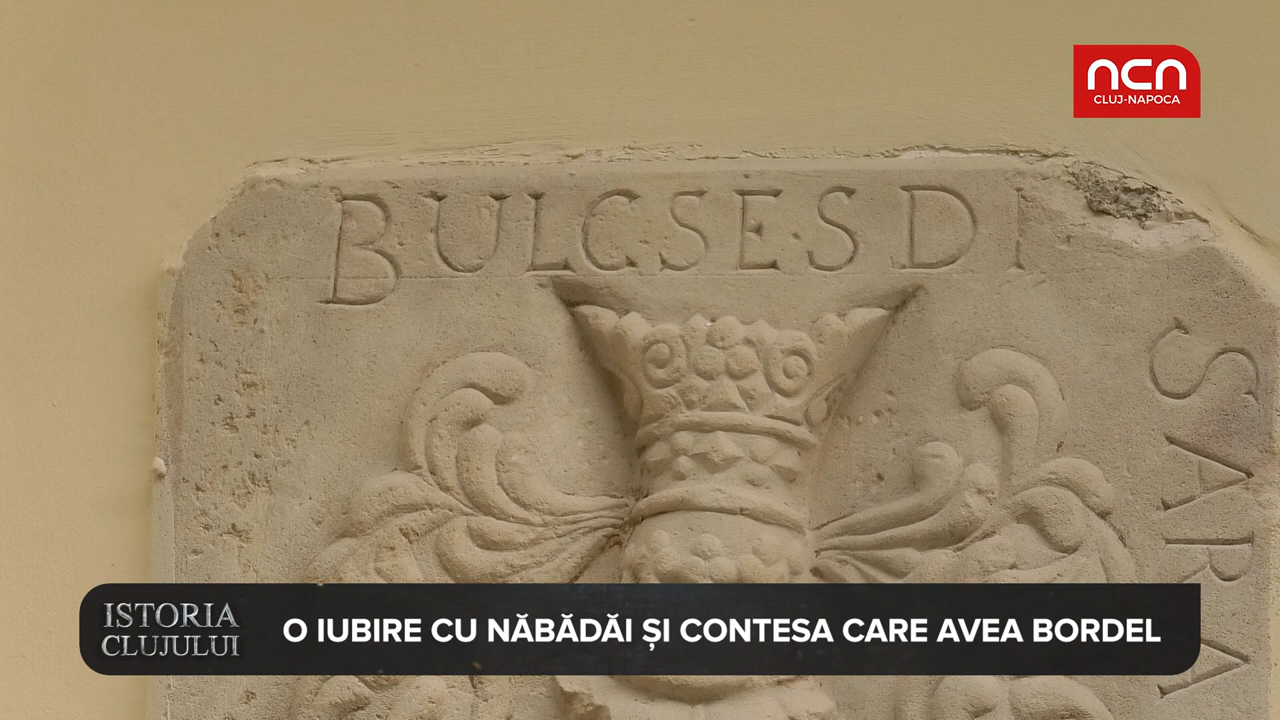 ncn
CLUJ-NAPOCA
BULCSESDI
SARA
ISTORIA
CLUJULUI
O IUBIRE CU NĂBĂDĂI ȘI CONTESA CARE AVEA BORDEL